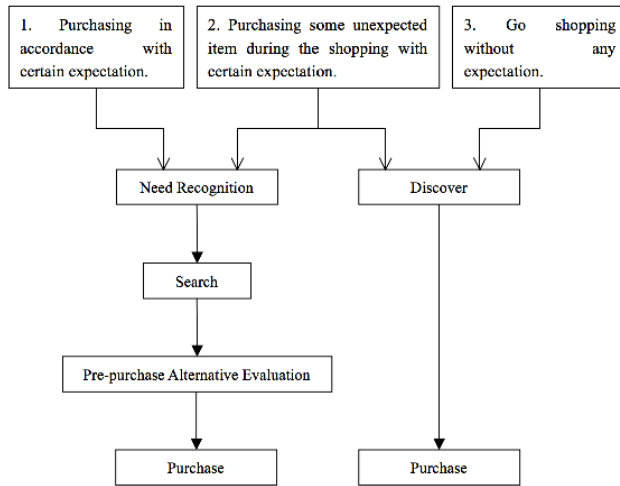 1. Purchasing in
accordance with
certain expectation.
2. Purchasing some unexpected
item during the shopping with
certain expectation.
3. Go shopping
without any
expectation.
Need Recognition
Discover
Search
Pre-purchase Alternative Evaluation
Purchase
Purchase